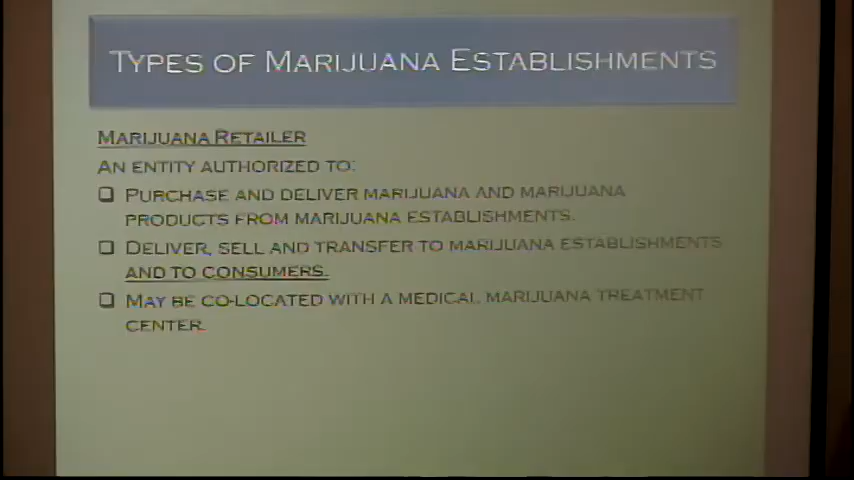 TYPES OF MARIJUANA ESTABLISHMENTS
MARIJUANA RETAILER
AN ENTITY AUTHORIZED TO:
❑ PURCHASE AND DELIVER MARIJUANA AND MARIJUANA
PRODUCTS FROM MARIJUANA ESTABLISHMENTS.
❑ DELIVER, SELL AND TRANSFER TO MARIJUANA ESTABLISHMENTS
AND TO CONSUMERS.
❑ MAY BE CO-LOCATED WITH A MEDICAL MARIJUANA TREATMENT
CENTER.